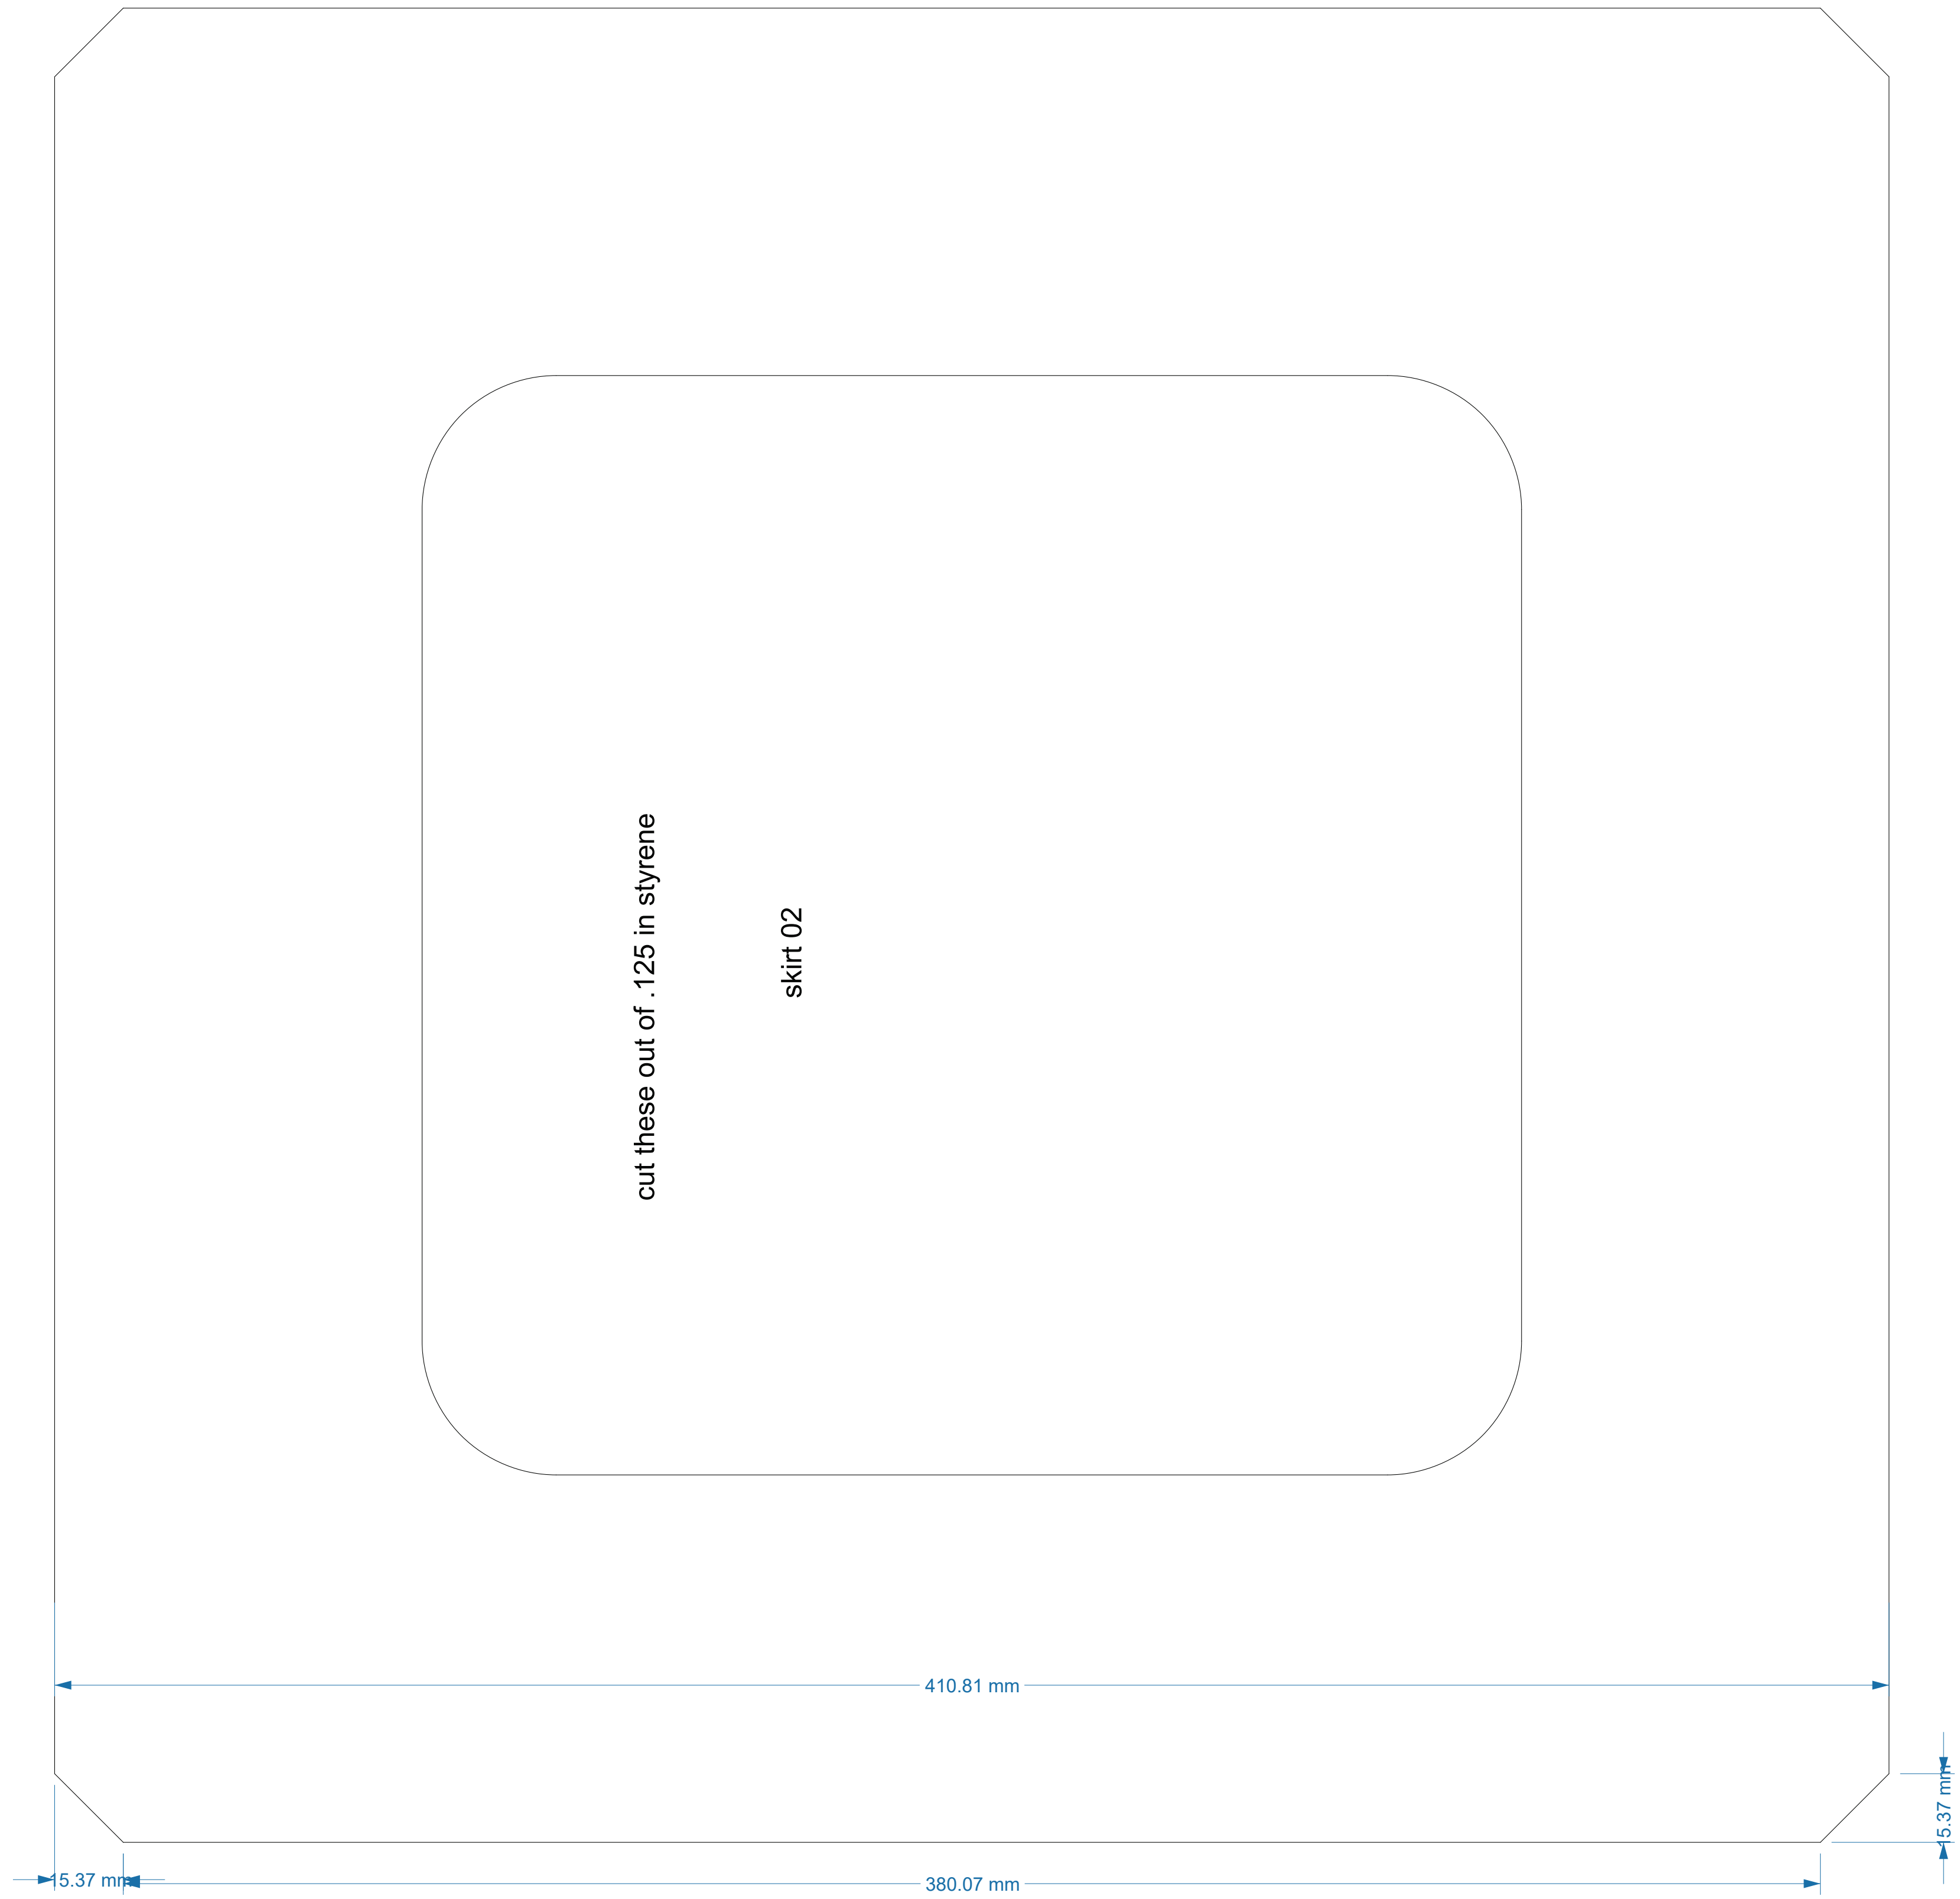 cut these out of .125 in styrene
skirt 02
410.81 mm
15.37 mm
15.37 mm
380.07 mm